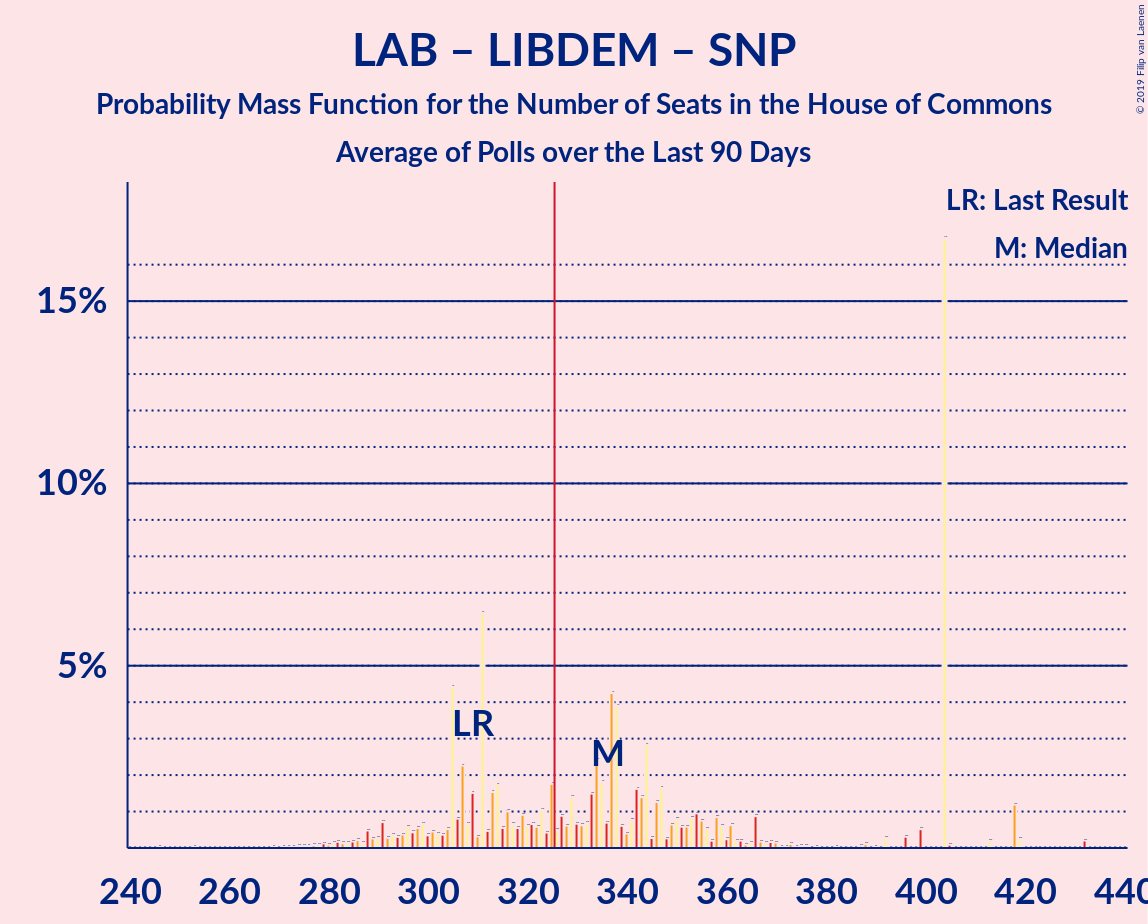 LAB – LIBDEM – SNP
Probability Mass Function for the Number of Seats in the House of Commons
Average of Polls over the Last 90 Days
© 2019 Filip van Laenen
LR: Last Result
M: Median
15%
10%
5%
LR
M
240 260 280 300 320 340 360 380 400 420 440